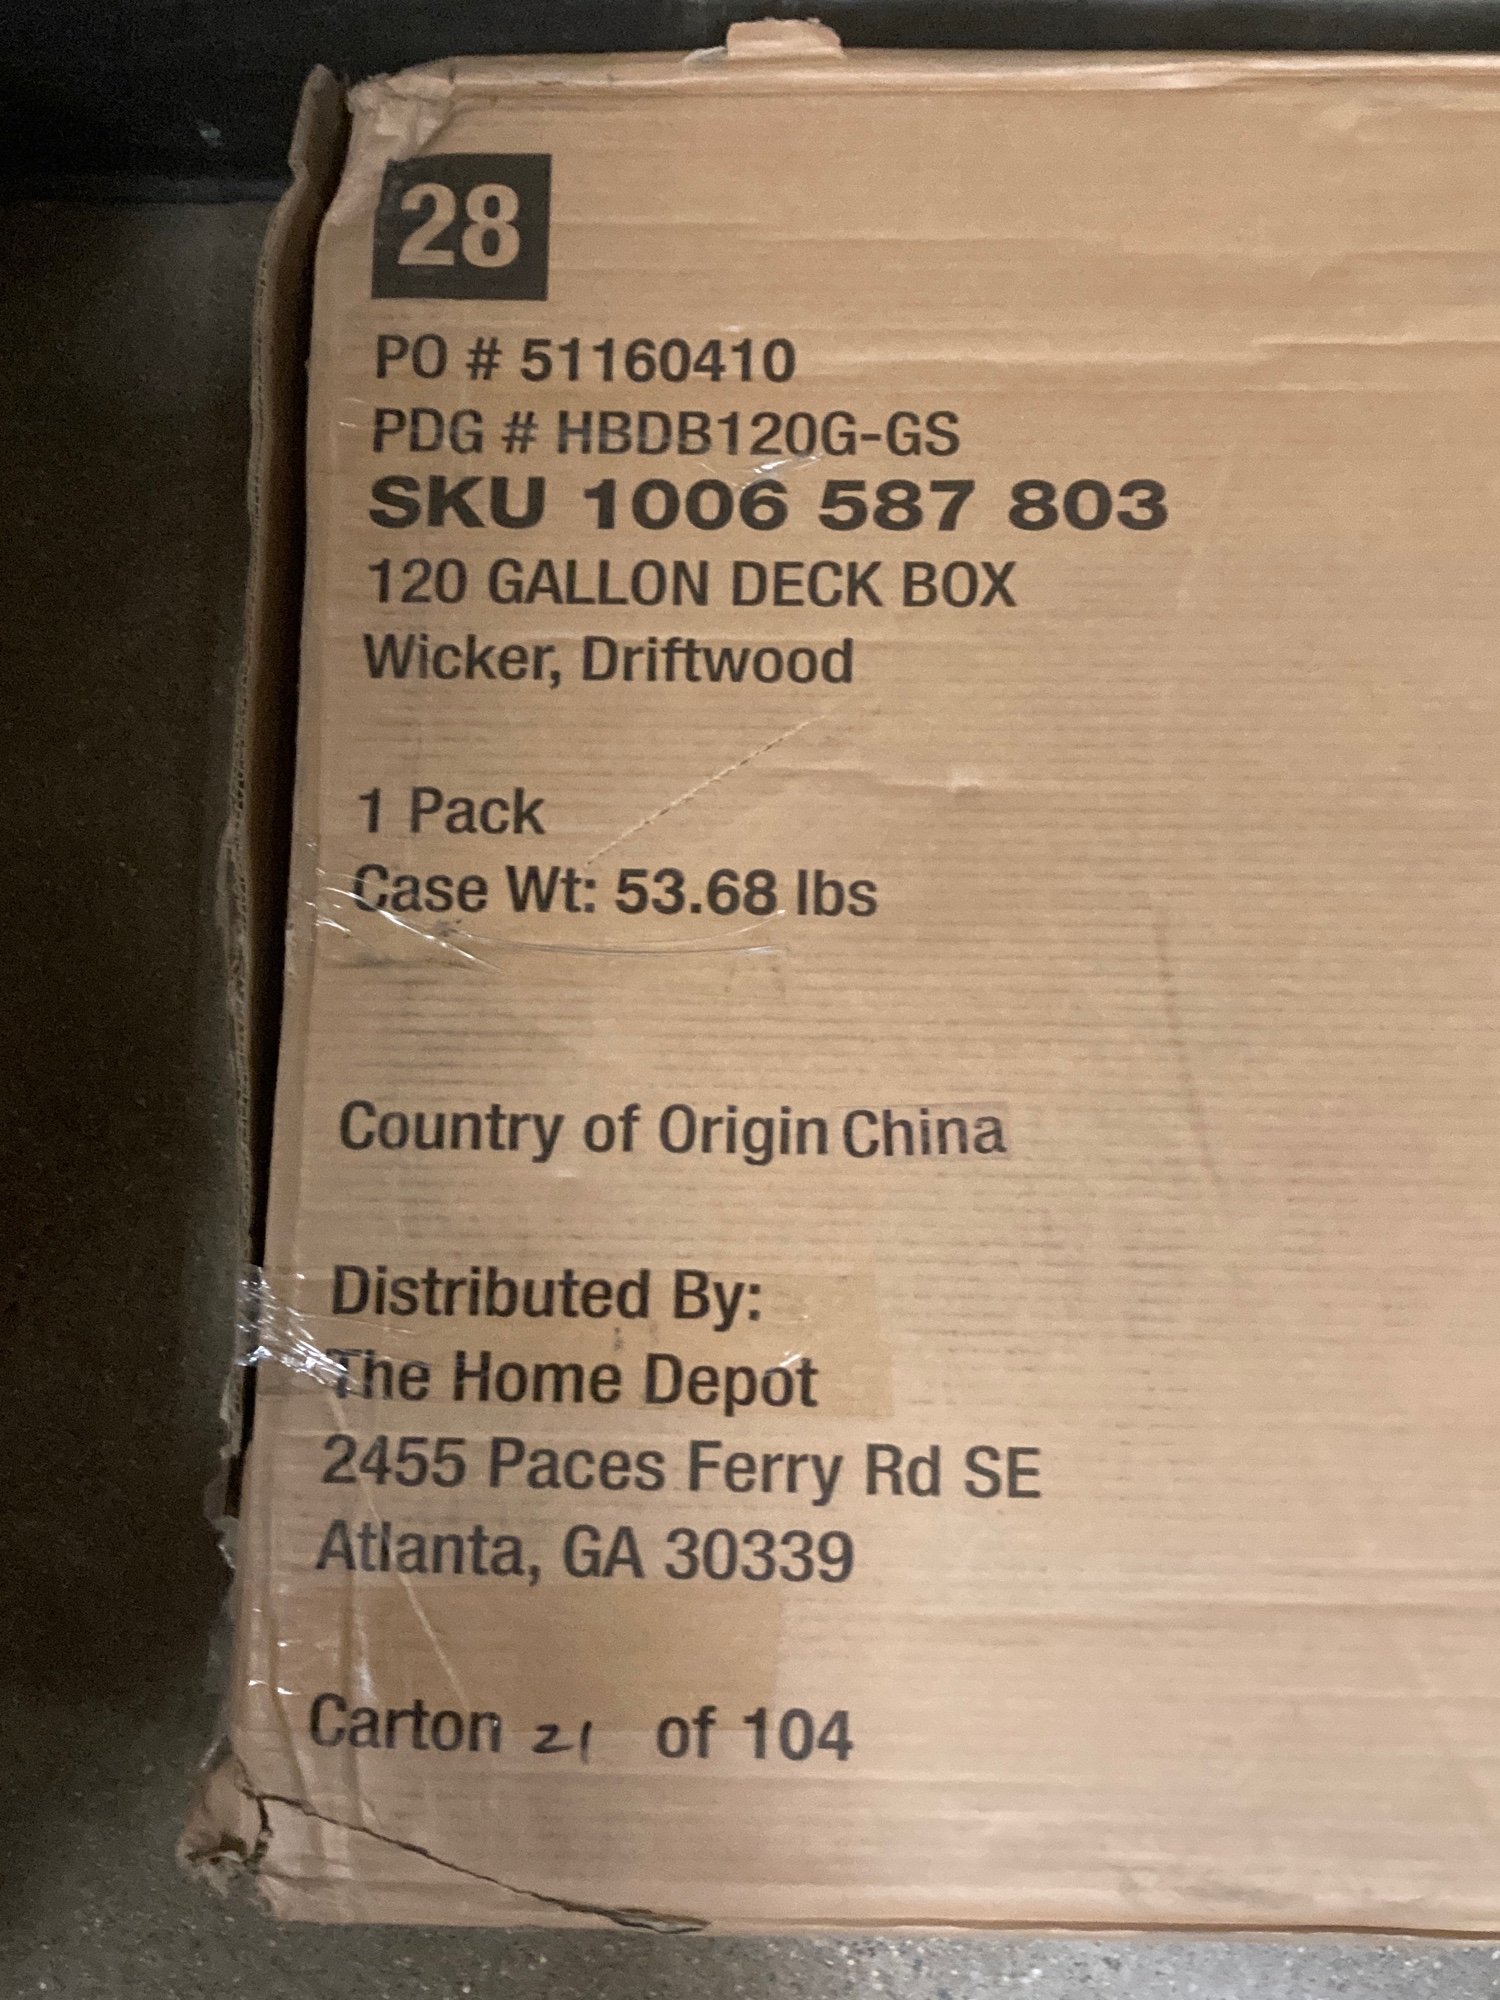 28
PO # 51160410
PDG # HBDB120G-GS
SKU 1006 587 803
120 GALLON DECK BOX
Wicker, Driftwood
1 Pack
Case Wt: 53.68 lbs
Country of Origin China
Distributed By:
The Home Depot
2455 Paces Ferry Rd SE
Atlanta, GA 30339
Carton 21 of 104